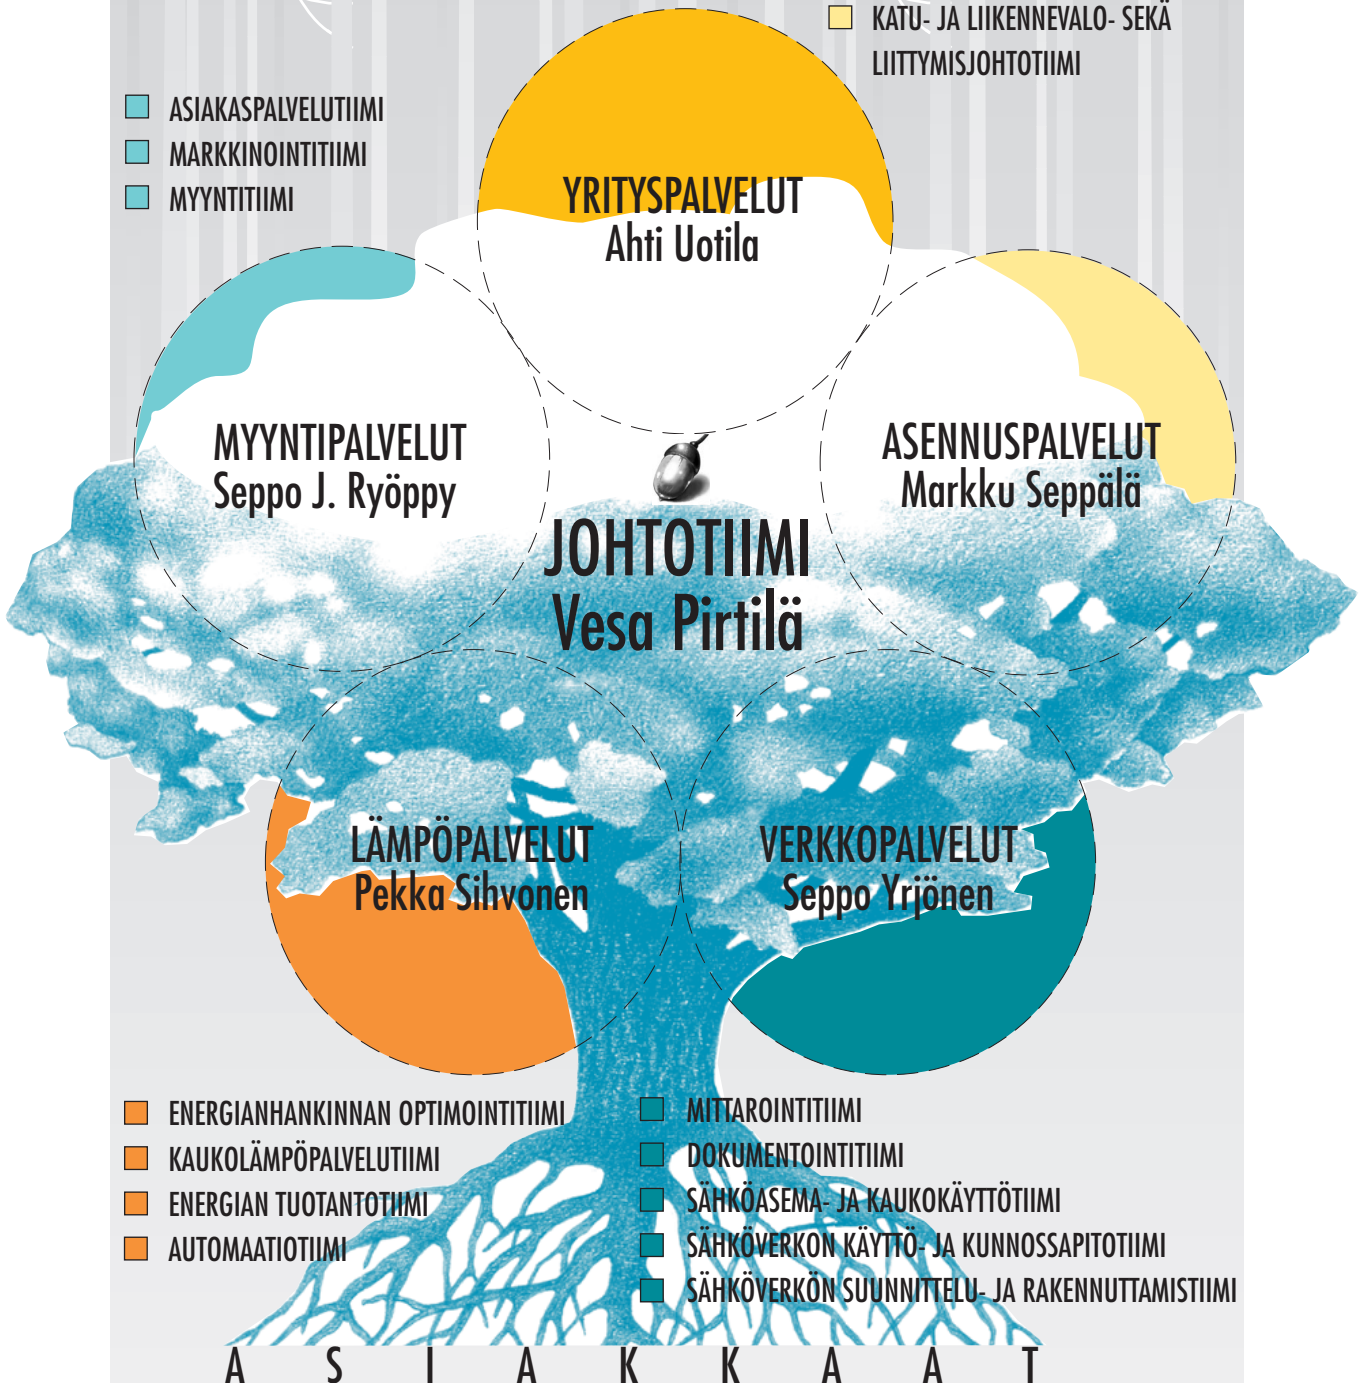 KATU- JA LIIKENNEVALO- SEKÄ
LIITTYMISJOHTOTIIMI
ASIAKASPALVELUTIIMI
MARKKINOINTITIIMI
MYYNTITIIMI
YRITYSPALVELUT
Ahti Uotila
MYYNTIPALVELUT
Seppo J. Ryöppy
ASENNUSPALVELUT
Markku Seppälä
JOHTOTIIMI
Vesa Pirtilä
LÄMPÖPALVELUT
Pekka Sihvonen
VERKKOPALVELUT
Seppo Yrjönen
ENERGIANHANKINNAN OPTIMOINTITIIMI
KAUKOLÄMPÖPALVELUTIIMI
ENERGIAN TUOTANTOTIIMI
AUTOMAATIOTIIMI
MITTAROINTITIIMI
DOKUMENTOINTITIIMI
SÄHKÖASEMA- JA KAUKOKÄYTTÖTIIMI
SÄHKÖVERKON KÄYTTÖ- JA KUNNOSSAPITOTIIMI
SÄHKÖVERKÖN SUUNNITTELU- JA RAKENNUTTAMISTIIMI
A S I A K K A A T